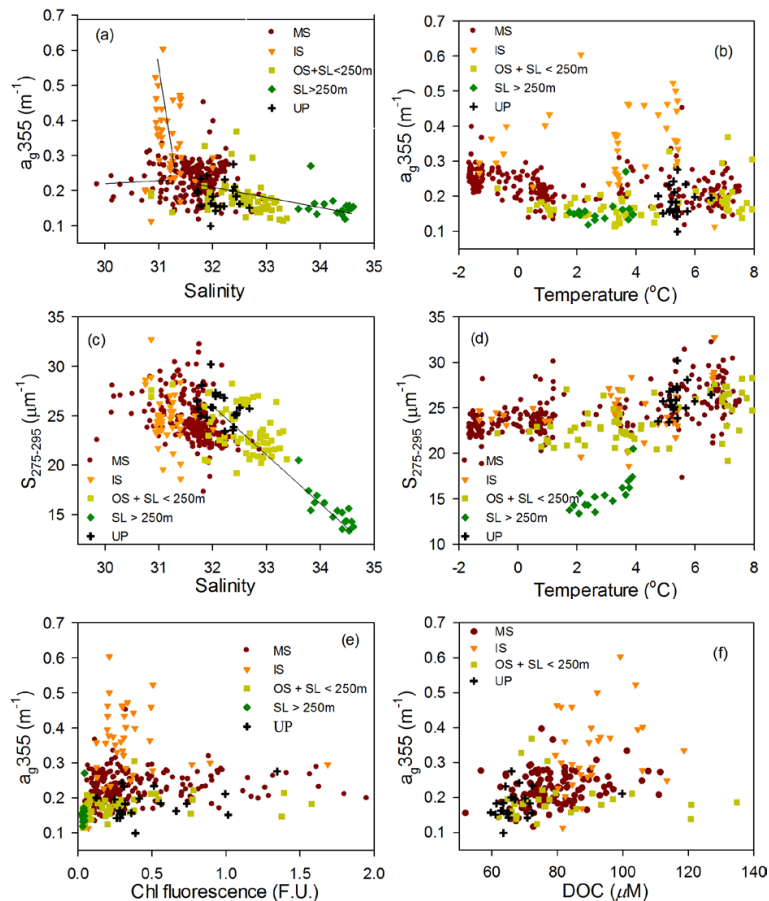 (a)
MS
IS
OS+SL<250m
SL>250m
UP
ag355 (m-1)
0.7
0.6
0.5
0.4
0.3
0.2
0.1
30 31 32 33 34 35
Salinity
(b)
MS
IS
OS + SL < 250m
SL > 250m
UP
ag355 (m-1)
0.7
0.6
0.5
0.4
0.3
0.2
0.1
-2 0 2 4 6 8
Temperature (oC)
(c)
MS
IS
OS + SL < 250m
SL > 250m
UP
S275-295 (μm-1)
35
30
25
20
15
30 31 32 33 34 35
Salinity
(d)
MS
IS
OS + SL < 250m
SL > 250m
UP
S275-295 (μm-1)
35
30
25
20
15
10
-2 0 2 4 6 8
Temperature (oC)
(e)
MS
IS
OS + SL < 250m
SL > 250m
UP
ag355 (m-1)
0.7
0.6
0.5
0.4
0.3
0.2
0.1
0.0 0.5 1.0 1.5 2.0
Chl fluorescence (F.U.)
(f)
MS
IS
OS + SL < 250m
UP
ag355 (m-1)
0.7
0.6
0.5
0.4
0.3
0.2
0.1
60 80 100 120 140
DOC (μM)